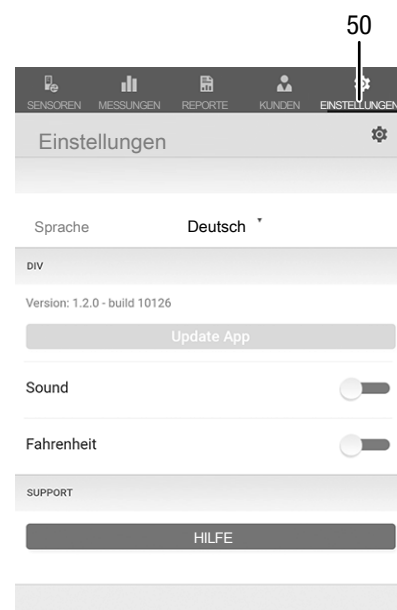 50
SENSOREN MESSUNGEN REPORTE KUNDEN EINSTELLUNGEN
Einstellungen
Sprache Deutsch
DIV
Version: 1.2.0 - build 10126
Update App
Sound
Fahrenheit
SUPPORT
HILFE